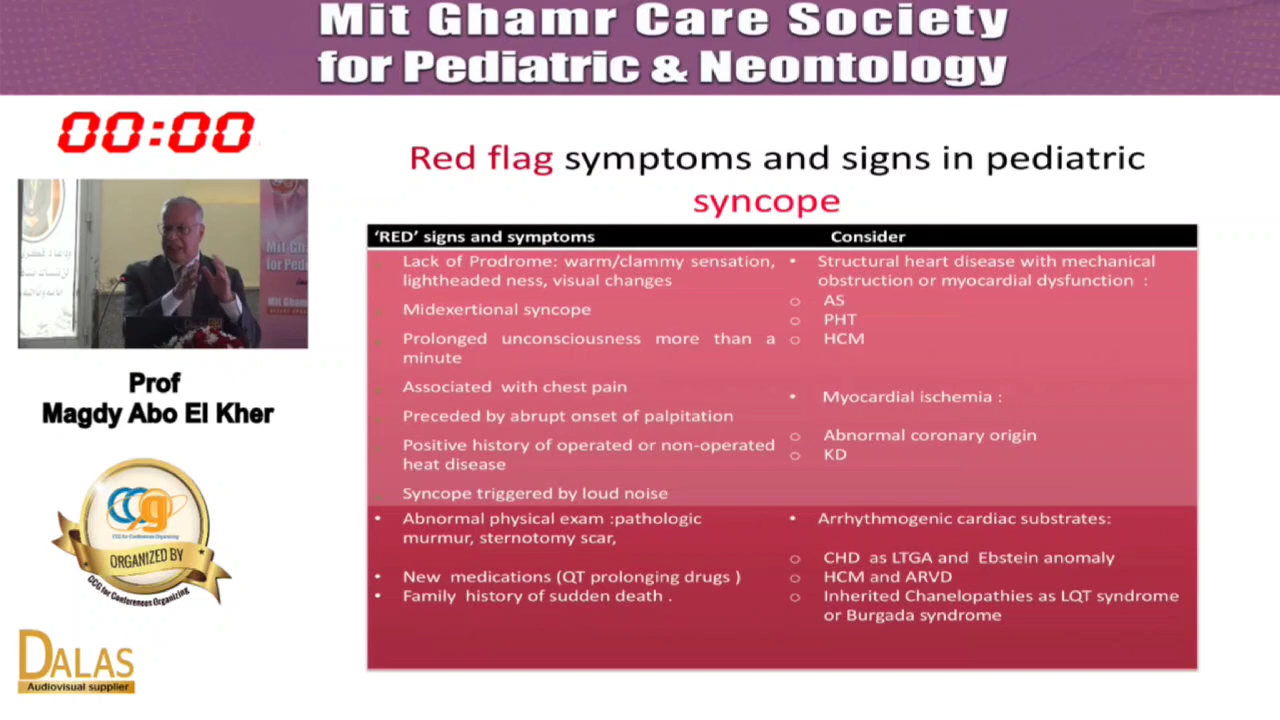 Mit Ghamr Care Society
for Pediatric & Neontology
00:00
Prof
Magdy Abo El Kher
CCg
CCG for Conferences Organizing
ORGANIZED BY
CCG for Conferences Organizing
DALAS
Audiovisual supplier
Red flag symptoms and signs in pediatric
syncope
‘RED’ signs and symptoms
Lack of Prodrome: warm/clammy sensation,
lightheaded ness, visual changes
Midexertional syncope
Prolonged unconsciousness more than a
minute
Associated with chest pain
Preceded by abrupt onset of palpitation
Positive history of operated or non-operated
heat disease
Syncope triggered by loud noise
• Abnormal physical exam :pathologic
murmur, sternotomy scar,
• New medications (QT prolonging drugs )
• Family history of sudden death .
Consider
• Structural heart disease with mechanical
obstruction or myocardial dysfunction :
o AS
o PHT
o HCM
• Myocardial ischemia :
o Abnormal coronary origin
o KD
• Arrhythmogenic cardiac substrates:
o CHD as LTGA and Ebstein anomaly
o HCM and ARVD
o Inherited Chanelopathies as LQT syndrome
or Burgada syndrome